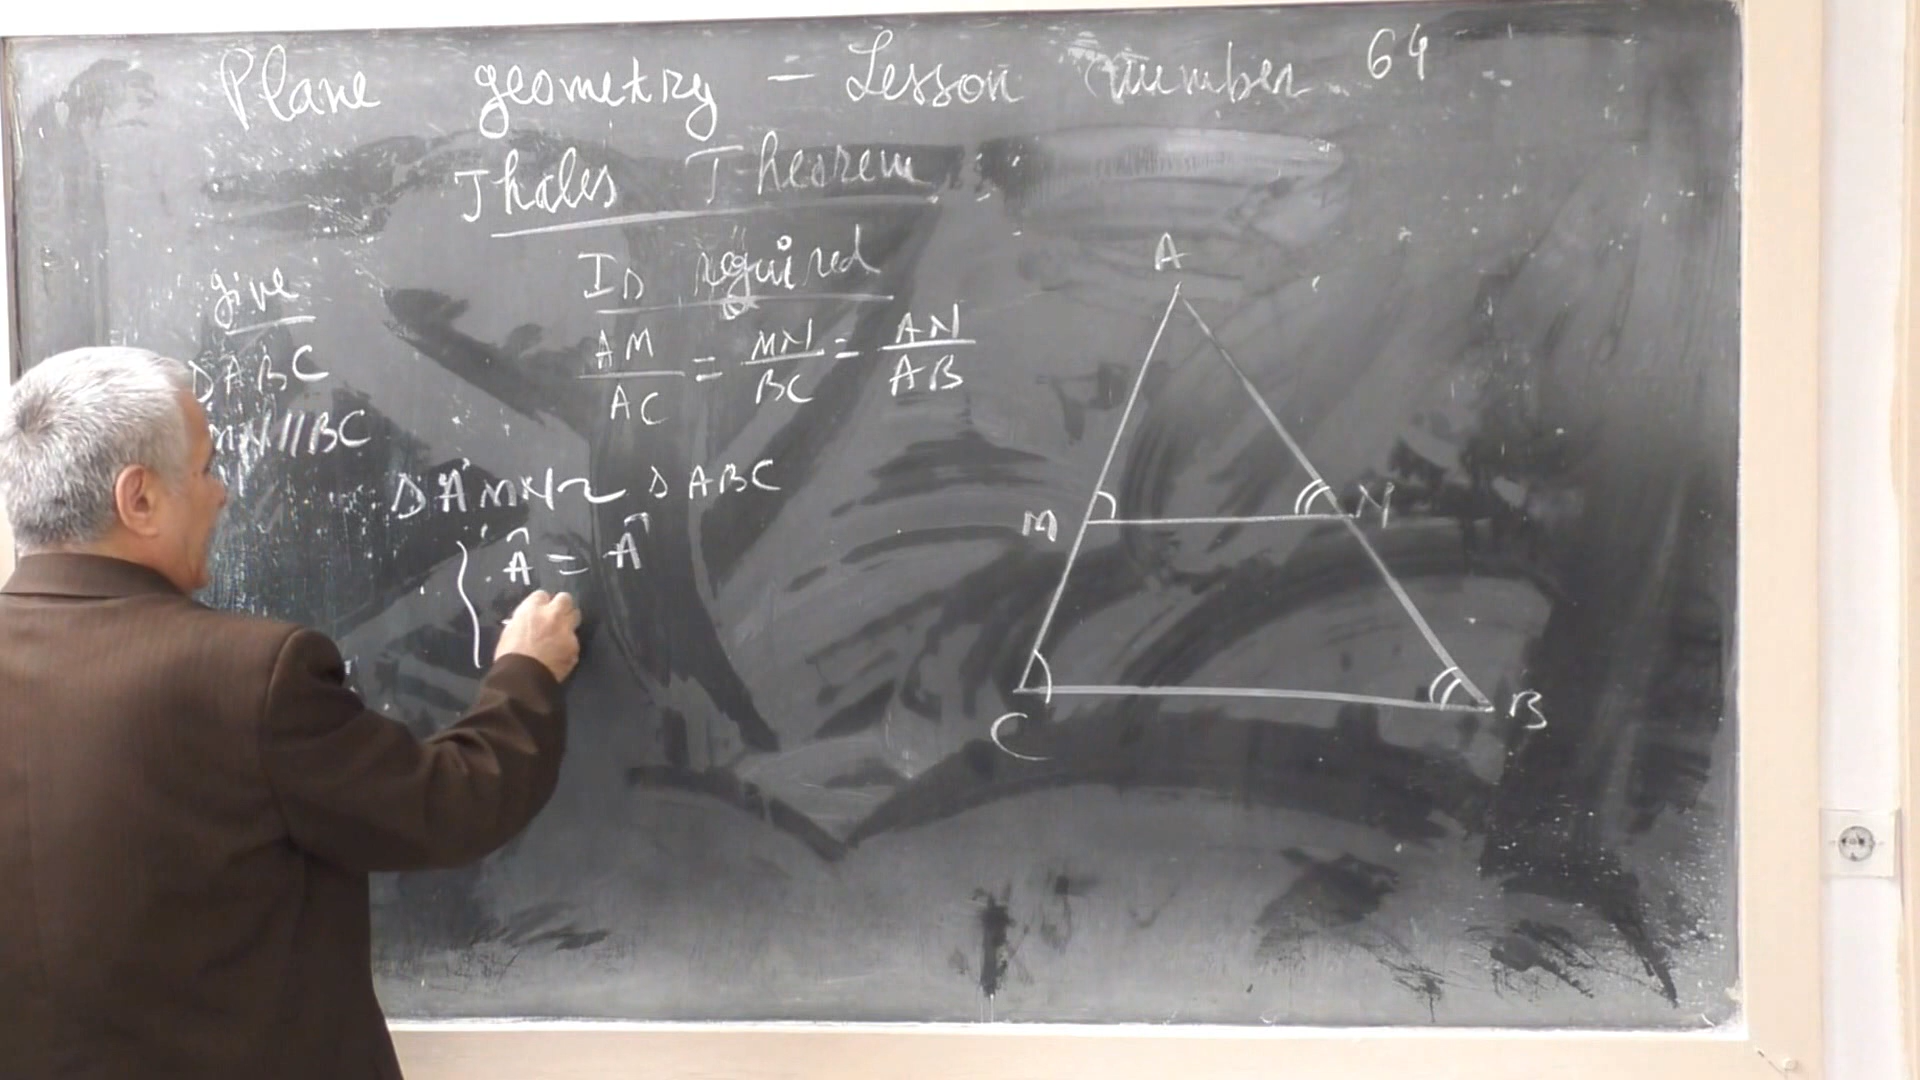 Plane geometry - Lesson number 64
Thales Theorem
give
Is required
ΔABC
MN//BC
AM/AC = MN/BC = AN/AB
ΔAMN ~ ΔABC
{ Â = Â
A
M
N
C
B